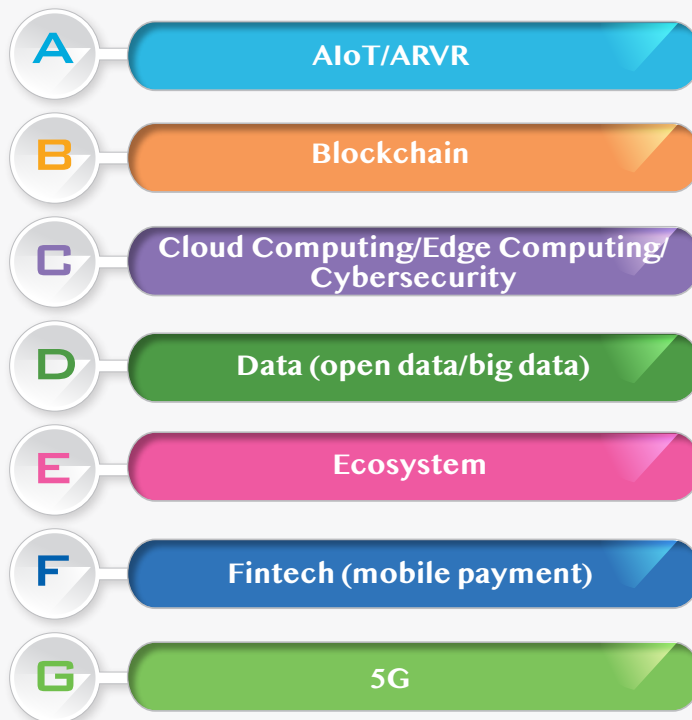 A
AIoT/ARVR
B
Blockchain
C
Cloud Computing/Edge Computing/
Cybersecurity
D
Data (open data/big data)
E
Ecosystem
F
Fintech (mobile payment)
G
5G